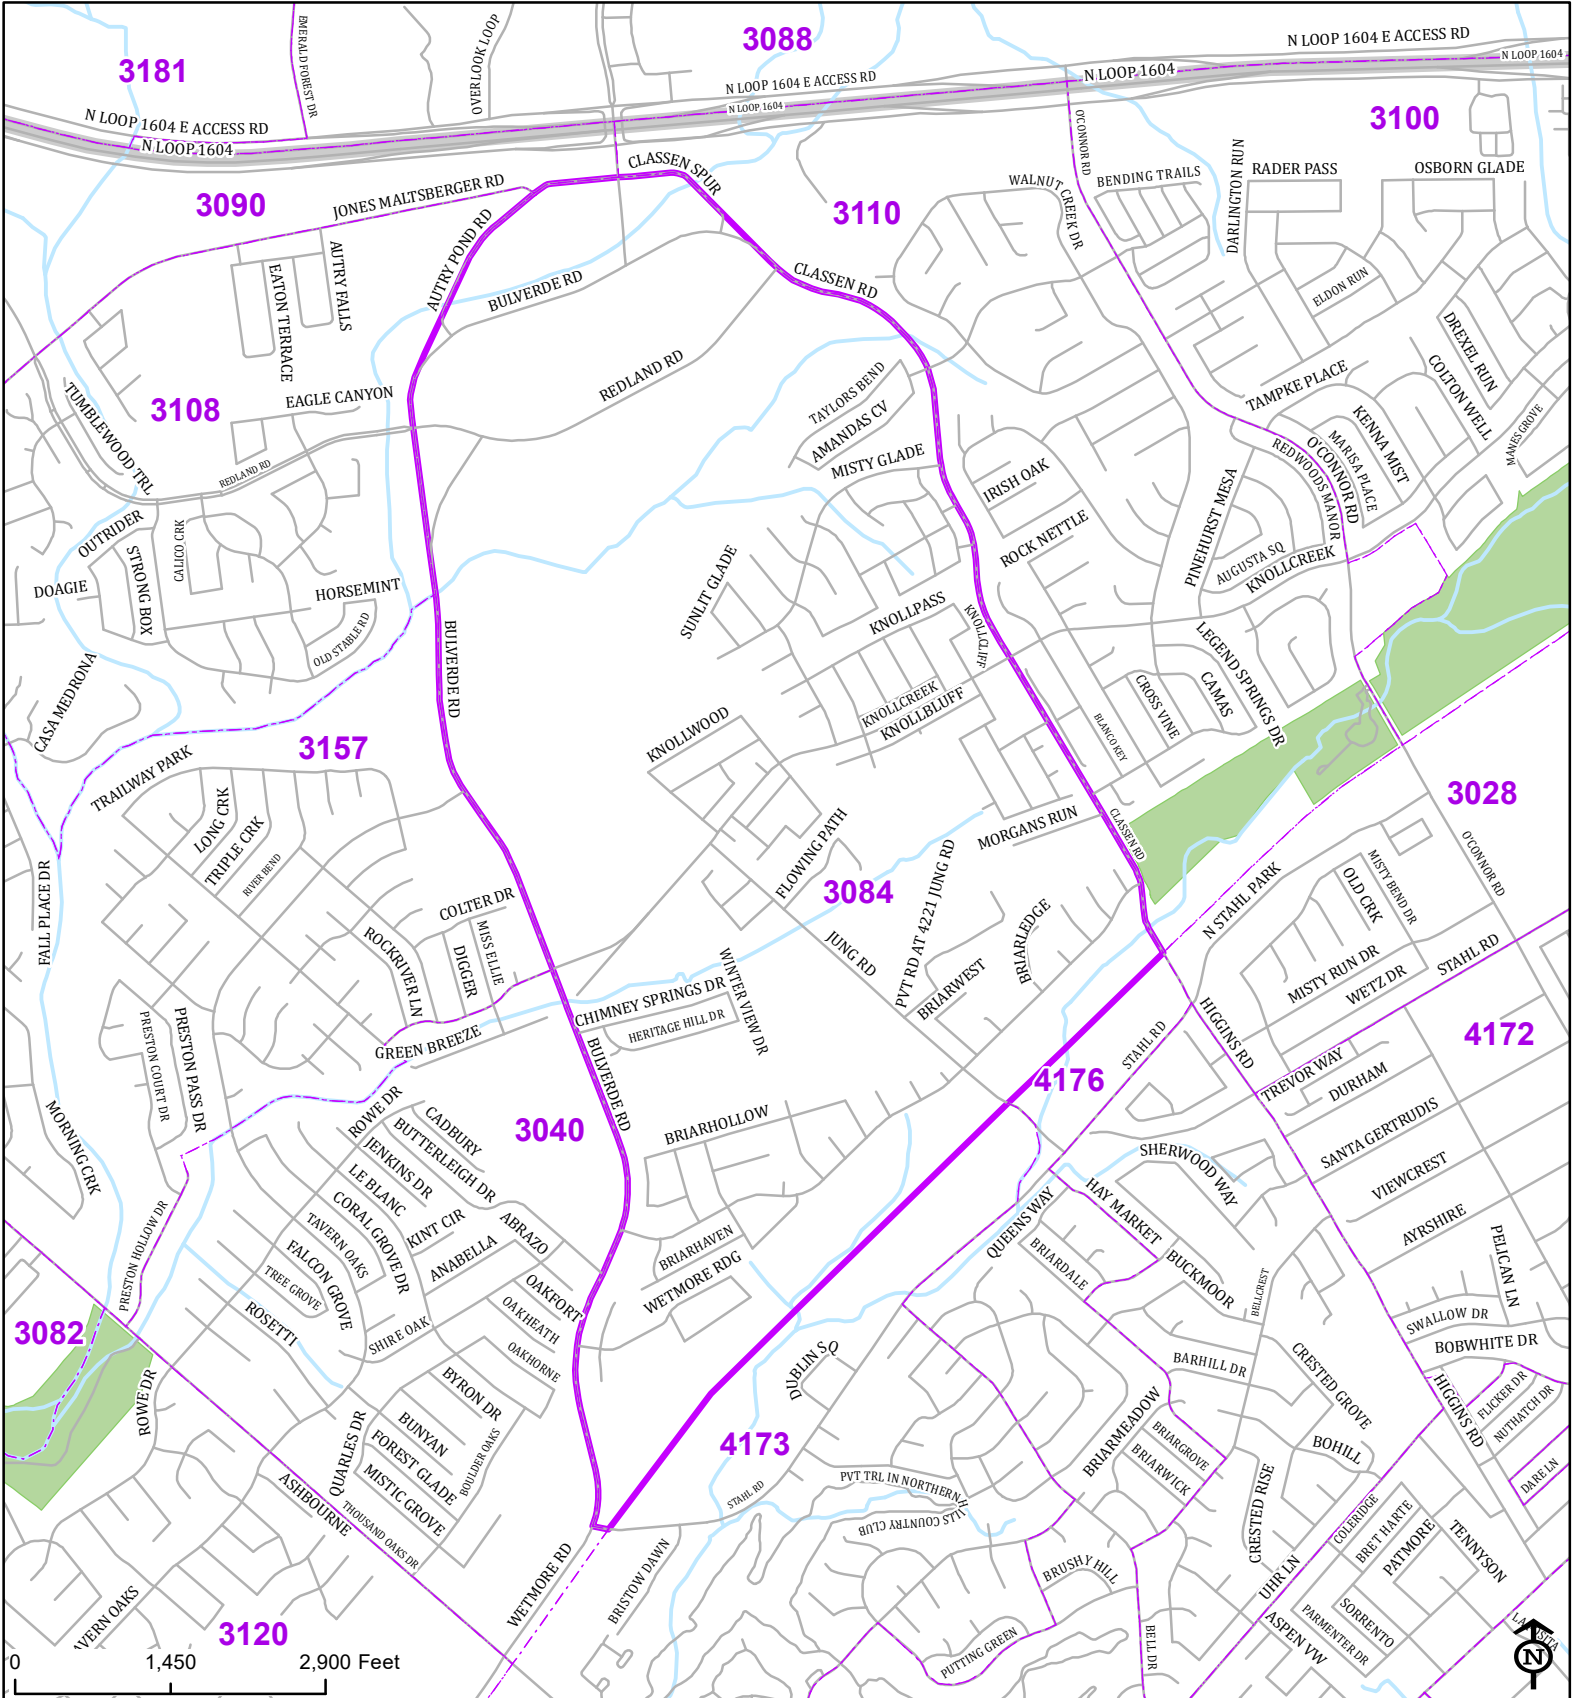 3181
EMERALD FOREST DR
OVERLOOK LOOP
3088
N LOOP 1604 E ACCESS RD
N LOOP 1604
N LOOP 1604 E ACCESS RD
N LOOP 1604
N LOOP 1604
N LOOP 1604 E ACCESS RD
N LOOP 1604
3100
O'CONNOR RD
CLASSEN SPUR
3090
JONES MALTSBERGER RD
3110
WALNUT CREEK DR
BENDING TRAILS
DARLINGTON RUN
RADER PASS
OSBORN GLADE
AUTRY POND RD
AUTRY FALLS
EATON TERRACE
BULVERDE RD
CLASSEN RD
ELDON RUN
DREXEL RUN
COLTON WELL
TUMBLEWOOD TRL
3108
EAGLE CANYON
REDLAND RD
TAYLORS BEND
AMANDAS CV
MISTY GLADE
TAMPKE PLACE
KENNA MIST
MARISA PLACE
O'CONNOR RD
REDWOODS MANOR
MANES GROVE
REDLAND RD
IRISH OAK
PINEHURST MESA
OUTRIDER
STRONG BOX
CALICO CRK
DOAGIE
HORSEMINT
OLD STABLE RD
SUNLIT GLADE
ROCK NETTLE
AUGUSTA SQ
KNOLLCREEK
KNOLLPASS
KNOLLCLIFF
BULVERDE RD
CASA MEDRONA
LEGEND SPRINGS DR
CAMAS
CROSS VINE
BLANCO KEY
KNOLLCREEK
KNOLLBLUFF
KNOLLWOOD
3157
TRAILWAY PARK
3028
LONG CRK
TRIPLE CRK
RIVER BEND
FLOWING PATH
MORGANS RUN
CLASSEN RD
O'CONNOR RD
FALL PLACE DR
3084
PVT RD AT 4221 JUNG RD
N STAHL PARK
OLD CRK
MISTY BEND DR
COLTER DR
MISS ELLIE
DIGGER
ROCKRIVER LN
JUNG RD
BRIARLEDGE
BRIARWEST
MISTY RUN DR
WETZ DR
STAHL RD
WINTER VIEW DR
CHIMNEY SPRINGS DR
HERITAGE HILL DR
GREEN BREEZE
PRESTON COURT DR
PRESTON PASS DR
BULVERDE RD
STAHL RD
HIGGINS RD
4172
4176
TREVOR WAY
DURHAM
MORNING CRK
ROWE DR
CADBURY
BUTTERLEIGH DR
JENKINS DR
LE BLANC
3040
BRIARHOLLOW
SANTA GERTRUDIS
VIEWCREST
AYRSHIRE
SHERWOOD WAY
HAY MARKET
CORAL GROVE DR
KINT CIR
ABRAZO
ANABELLA
TAVERN OAKS
FALCON GROVE
TREE GROVE
QUEENS WAY
BRIARDALE
BUCKMOOR
BELLCREST
PELICAN LN
PRESTON HOLLOW DR
BRIARHAVEN
WETMORE RDG
OAKFORT
OAKHEATH
OAKHORNE
3082
ROSETTI
SHIRE OAK
SWALLOW DR
BOBWHITE DR
DUBLIN SQ
BARHILL DR
CRESTED GROVE
ROWE DR
BYRON DR
BUNYAN
FOREST GLADE
MISTIC GROVE
BOULDER OAKS
QUARLES DR
HIGGINS RD
FLICKER DR
NUTHATCH DR
DARE LN
BRIARMEADOW
BRIARGROVE
BRIARWICK
BOHILL
4173
STAHL RD
PVT TRL IN NORTHERN H
ILLS COUNTRY CLUB
ASHBOURNE
THOUSAND OAKS DR
CRESTED RISE
COLERIDGE
BRET HARTE
PATMORE
TENNYSON
WETMORE RD
BRISTOW DAWN
BRUSHY HILL
UHR LN
SORRENTO
PARMENTER DR
ASPEN VW
BELL DR
PUTTING GREEN
AVERN OAKS
3120
0 1,450 2,900 Feet
N